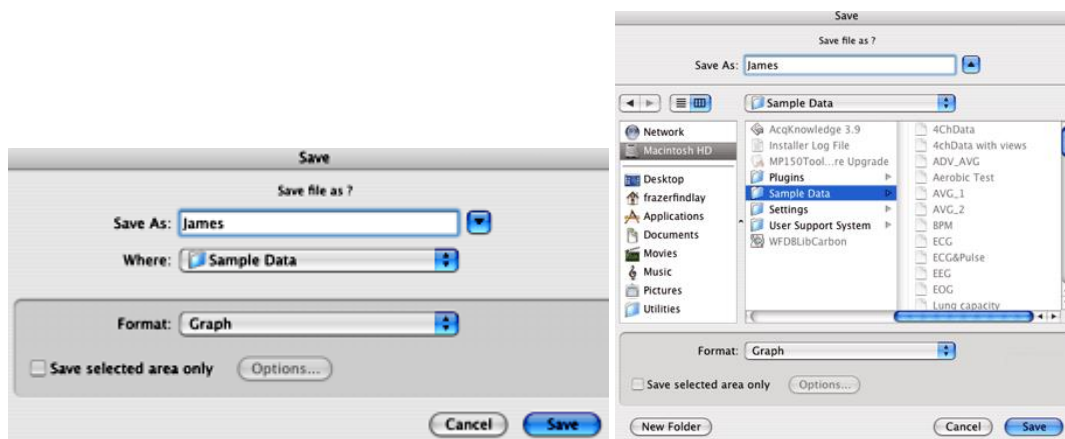 Save
Save file as ?
Save As: James
Where: Sample Data
Format: Graph
Save selected area only Options...
Cancel Save
Save
Save file as ?
Save As: James
Sample Data
Network
Macintosh HD
Desktop
frazerfindlay
Applications
Documents
Movies
Music
Pictures
Utilities
AcqKnowledge 3.9
Installer Log File
MP150Tool...re Upgrade
Plugins
Sample Data
Settings
User Support System
WFDBLibCarbon
4ChData
4chData with views
ADV_AVG
Aerobic Test
AVG_1
AVG_2
BPM
ECG
ECG&Pulse
EEG
EOG
Lung capacity
Format: Graph
Save selected area only Options...
New Folder Cancel Save